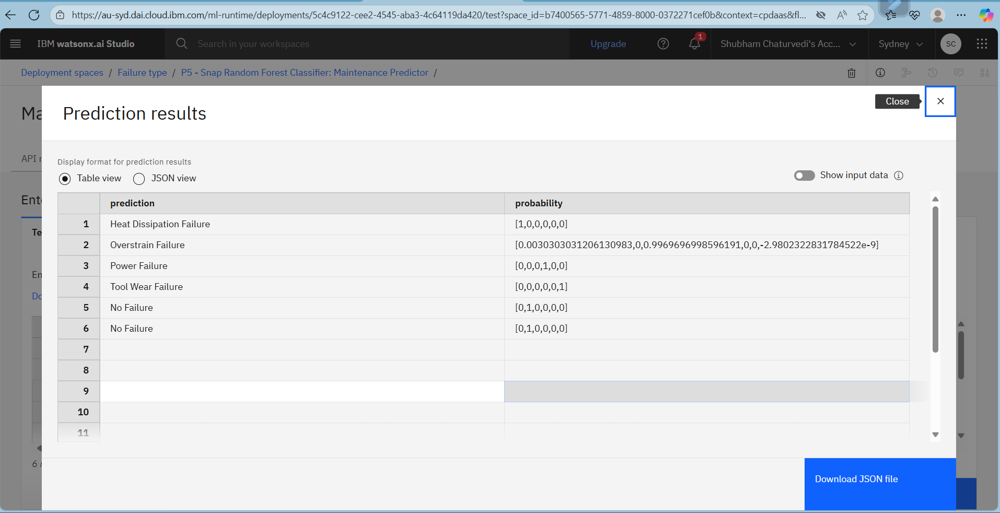 https://au-syd.dai.cloud.ibm.com/ml-runtime/deployments/5c4c9122-cee2-4545-aba3-4c64119da420/test?space_id=b7400565-5771-4859-8000-0372271cef0b&context=cpdaas&fl...
IBM watsonx.ai Studio
Search in your workspaces
Upgrade
1
Shubham Chaturvedi's Acc...
Sydney
SC
Deployment spaces / Failure type / P5 - Snap Random Forest Classifier: Maintenance Predictor /
Ma
Prediction results
Close
API r
Display format for prediction results
Table view
JSON view
Show input data
Ente
prediction probability
1 Heat Dissipation Failure [1,0,0,0,0,0]
Te
2 Overstrain Failure [0.0030303031206130983,0,0.9969696998596191,0,0,-2.9802322831784522e-9]
3 Power Failure [0,0,0,1,0,0]
En
4 Tool Wear Failure [0,0,0,0,0,1]
Do
5 No Failure [0,1,0,0,0,0]
6 No Failure [0,1,0,0,0,0]
7
8
9
10
11
6 r
Download JSON file